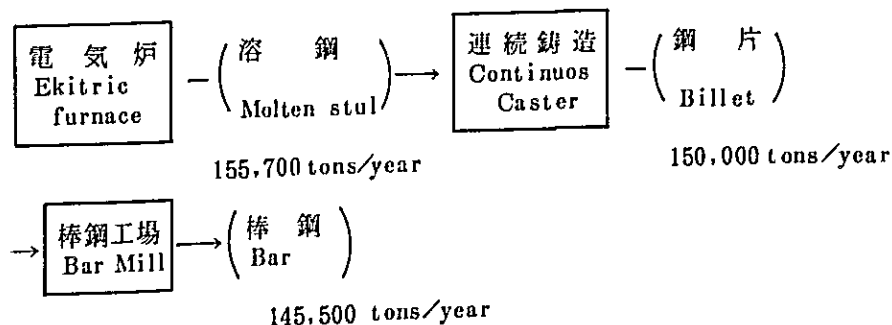 電気炉
Ekitric
furnace
溶鋼
Molten stul
155,700 tons/year
連続鋳造
Continuos
Caster
鋼片
Billet
150,000 tons/year
棒鋼工場
Bar Mill
棒鋼
Bar
145,500 tons/year